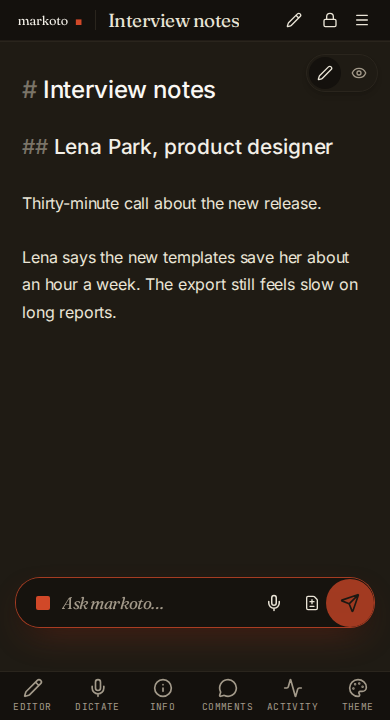 markoto
Interview notes
# Interview notes
## Lena Park, product designer
Thirty-minute call about the new release.
Lena says the new templates save her about
an hour a week. The export still feels slow on
long reports.
Ask markoto...
EDITOR DICTATE INFO COMMENTS ACTIVITY THEME